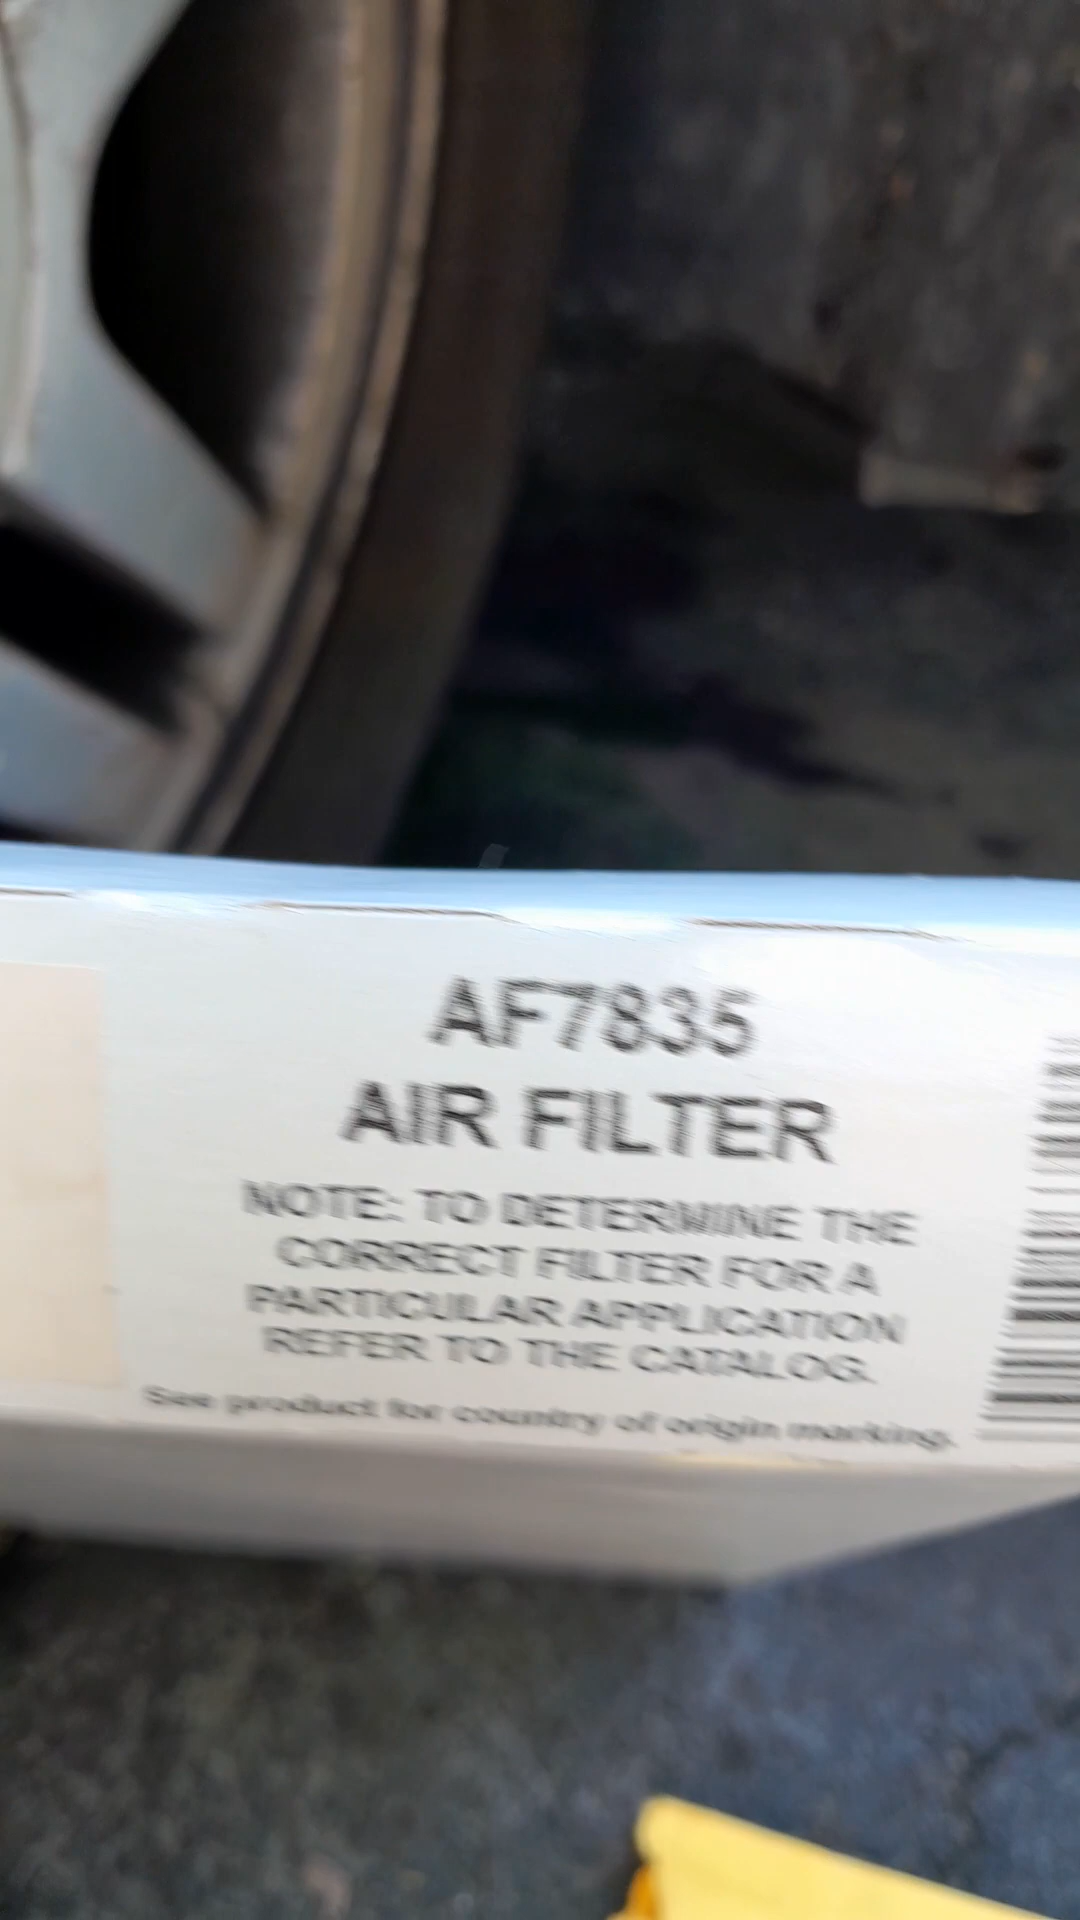 AF7835
AIR FILTER
NOTE: TO DETERMINE THE
CORRECT FILTER FOR A
PARTICULAR APPLICATION
REFER TO THE CATALOG.
See product for country of origin marking.